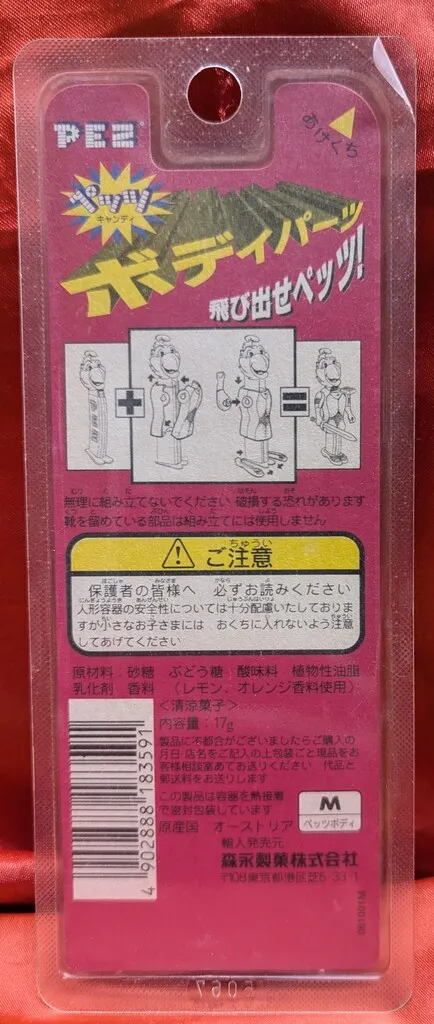 PEZ
あけくち
ペッツ
キャンディ
ボディパーツ
飛び出せペッツ!
無理に組み立てないでください 破損する恐れがあります
靴を留めている部品は組み立てには使用しません
ご注意
保護者の皆様へ 必ずお読みください
人形容器の安全性については十分配慮いたしております
すが小さなお子さまには おくちに入れないよう注意
してあげてください
原材料:砂糖 ぶどう糖 酸味料 植物性油脂
乳化剤 香料 (レモン、オレンジ香料使用)
<清涼菓子>
内容量:17g
製品に不都合がございましたらご購入の
月日 店名をご記入の上包装ごと現品をお
客様相談室あてお送りください 代品と
郵送料をお送りします
この製品は容器を熱接着
で密封包装しています
原産国:オーストリア
M
ペッツボディ
輸入発売元
森永製菓株式会社
〒108東京都港区芝5-33-1
4 902888 183591
051001M